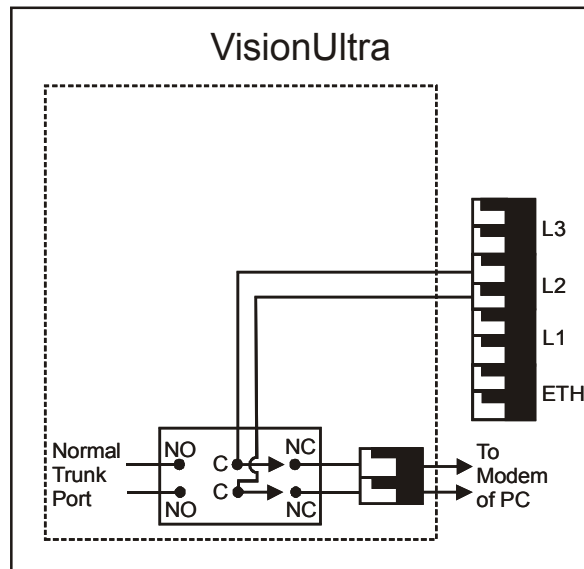 VisionUltra
L3
L2
L1
ETH
Normal
Trunk
Port
NO
C
NC
NO
C
NC
To
Modem
of PC